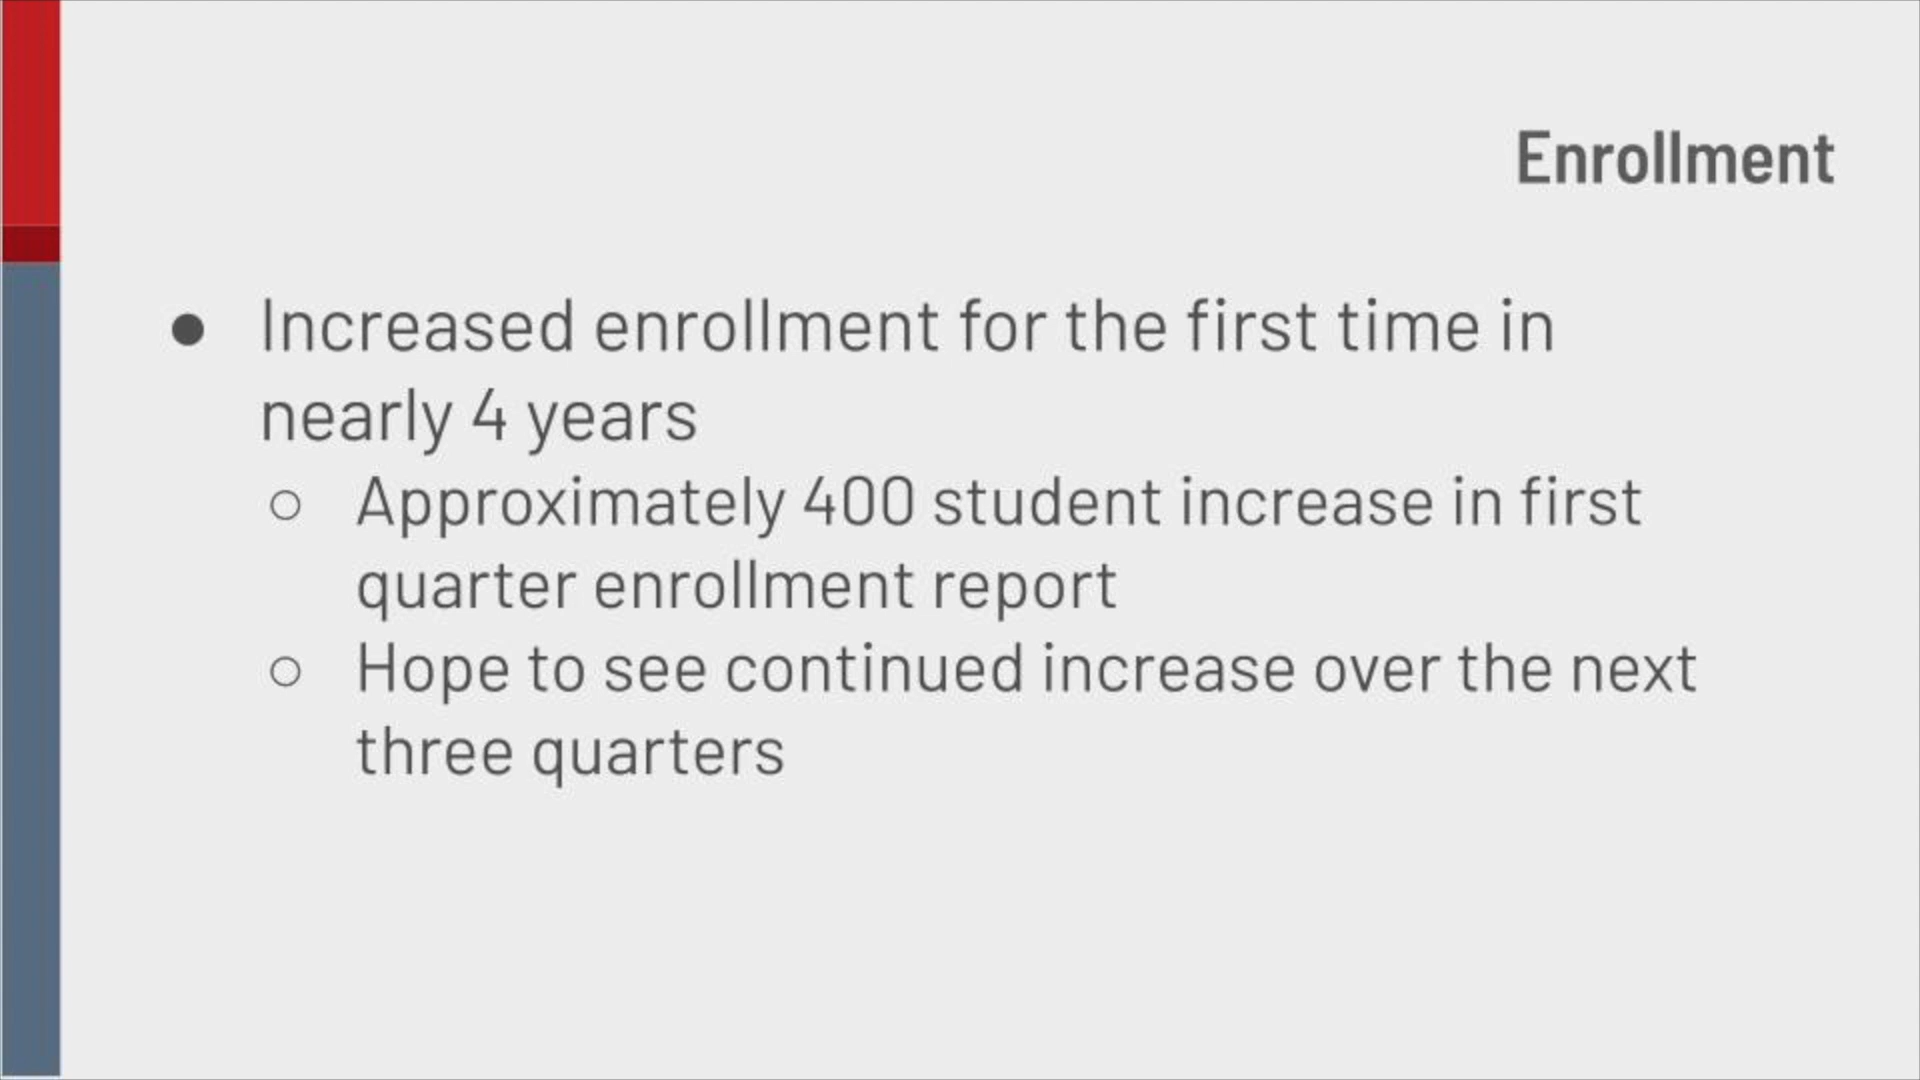 Enrollment
● Increased enrollment for the first time in
nearly 4 years
○ Approximately 400 student increase in first
quarter enrollment report
○ Hope to see continued increase over the next
three quarters